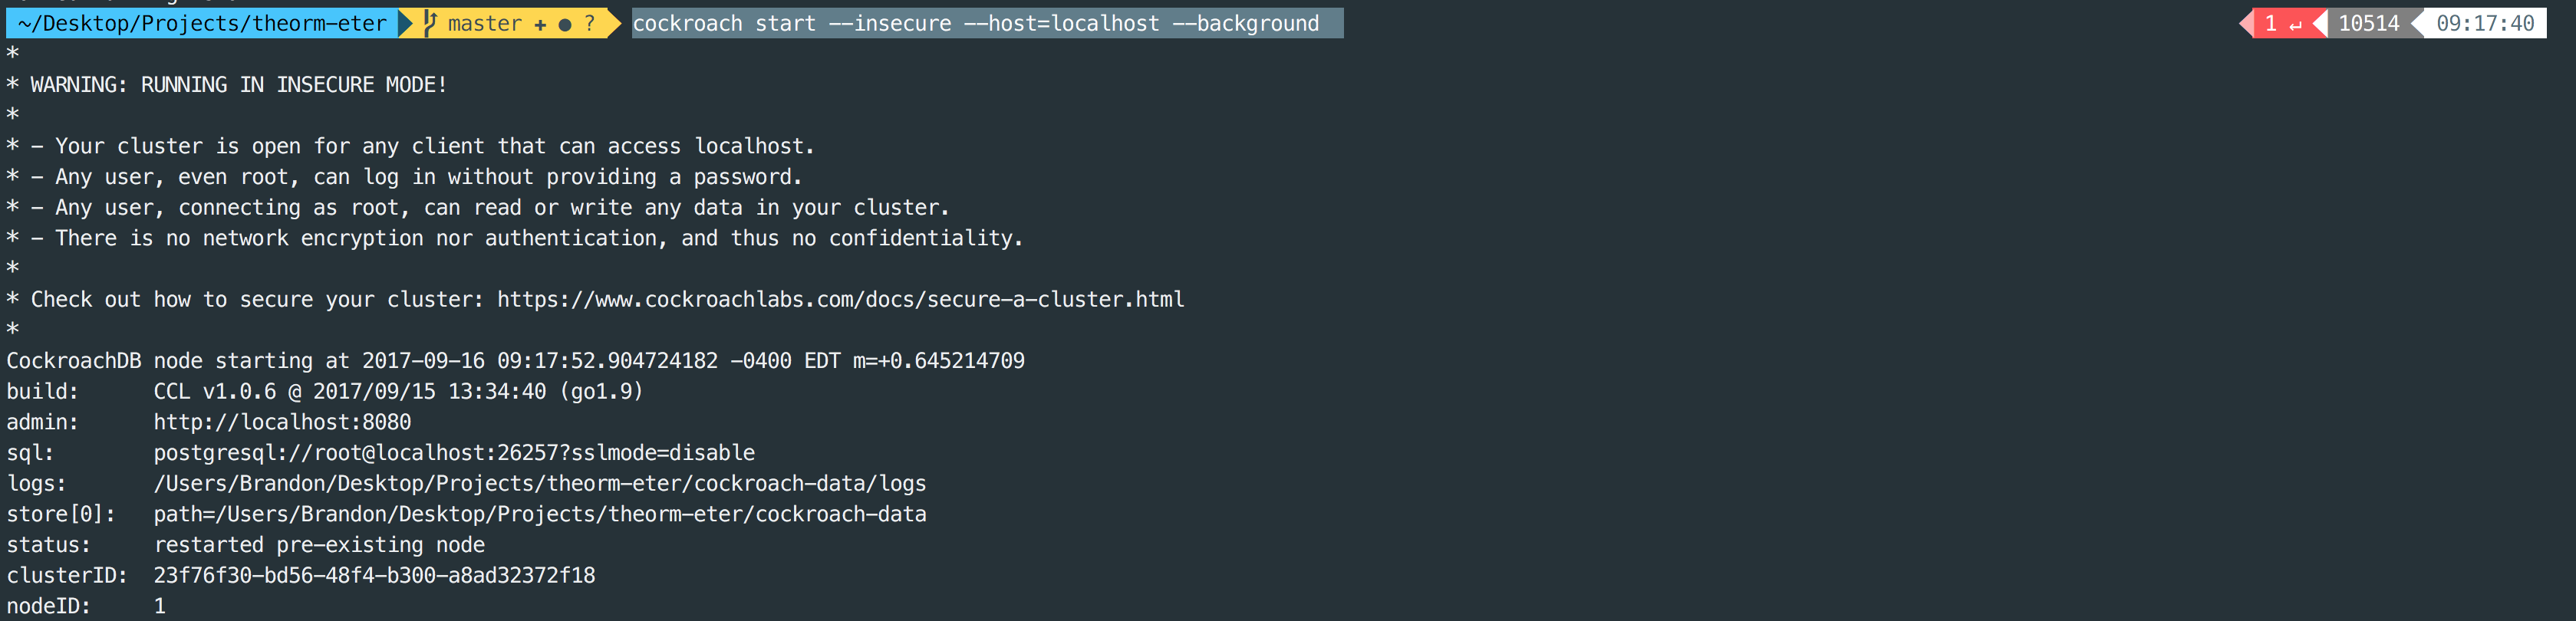 ~/Desktop/Projects/theorm-eter master + ● ? cockroach start --insecure --host=localhost --background 1 ↵ 10514 09:17:40
*
* WARNING: RUNNING IN INSECURE MODE!
*
* - Your cluster is open for any client that can access localhost.
* - Any user, even root, can log in without providing a password.
* - Any user, connecting as root, can read or write any data in your cluster.
* - There is no network encryption nor authentication, and thus no confidentiality.
*
* Check out how to secure your cluster: https://www.cockroachlabs.com/docs/secure-a-cluster.html
*
CockroachDB node starting at 2017-09-16 09:17:52.904724182 -0400 EDT m=+0.645214709
build: CCL v1.0.6 @ 2017/09/15 13:34:40 (go1.9)
admin: http://localhost:8080
sql: postgresql://root@localhost:26257?sslmode=disable
logs: /Users/Brandon/Desktop/Projects/theorm-eter/cockroach-data/logs
store[0]: path=/Users/Brandon/Desktop/Projects/theorm-eter/cockroach-data
status: restarted pre-existing node
clusterID: 23f76f30-bd56-48f4-b300-a8ad32372f18
nodeID: 1